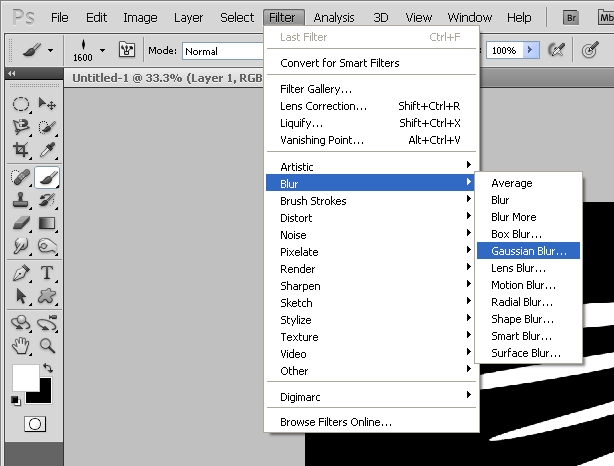 Ps File Edit Image Layer Select Filter Analysis 3D View Window Help Br Mb
1600 Mode: Normal 100%
Untitled-1 @ 33.3% (Layer 1, RGB
Last Filter Ctrl+F
Convert for Smart Filters
Filter Gallery...
Lens Correction... Shift+Ctrl+R
Liquify... Shift+Ctrl+X
Vanishing Point... Alt+Ctrl+V
Artistic
Blur
Brush Strokes
Distort
Noise
Pixelate
Render
Sharpen
Sketch
Stylize
Texture
Video
Other
Digimarc
Browse Filters Online...
Average
Blur
Blur More
Box Blur...
Gaussian Blur...
Lens Blur...
Motion Blur...
Radial Blur...
Shape Blur...
Smart Blur...
Surface Blur...
T